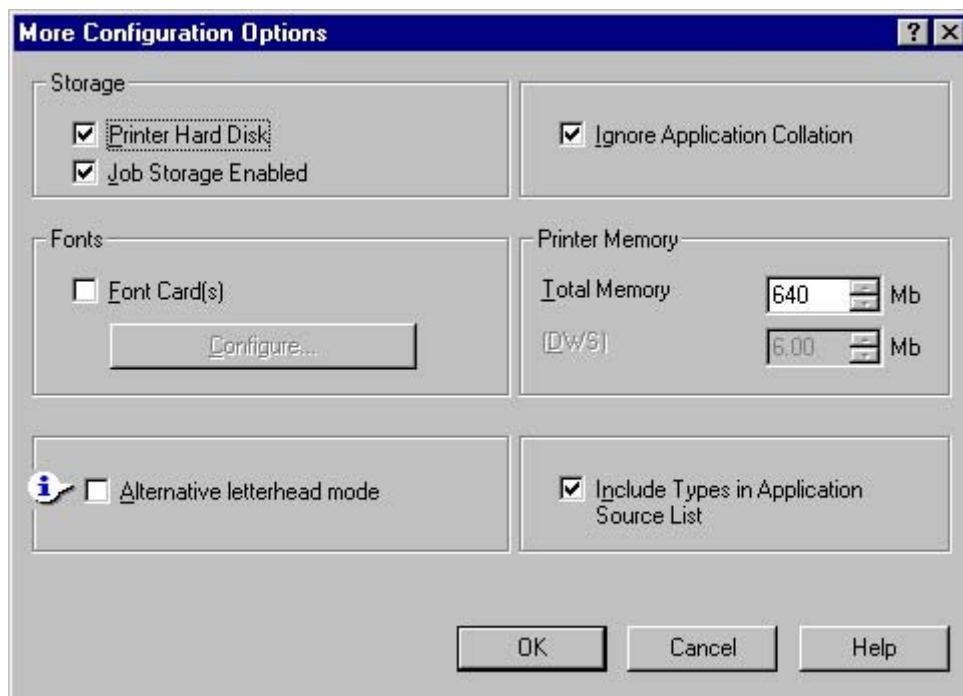 More Configuration Options
Storage
Printer Hard Disk
Job Storage Enabled
Ignore Application Collation
Fonts
Font Card(s)
Configure...
Printer Memory
Total Memory 640 Mb
(DWS) 6.00 Mb
Alternative letterhead mode
Include Types in Application
Source List
OK Cancel Help